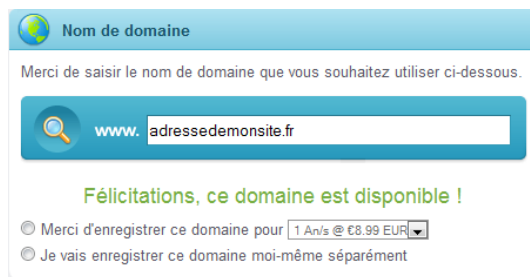 Nom de domaine
Merci de saisir le nom de domaine que vous souhaitez utiliser ci-dessous.
www. adressedemonsite.fr
Félicitations, ce domaine est disponible !
Merci d'enregistrer ce domaine pour 1 An/s @ €8.99 EUR
Je vais enregistrer ce domaine moi-même séparément